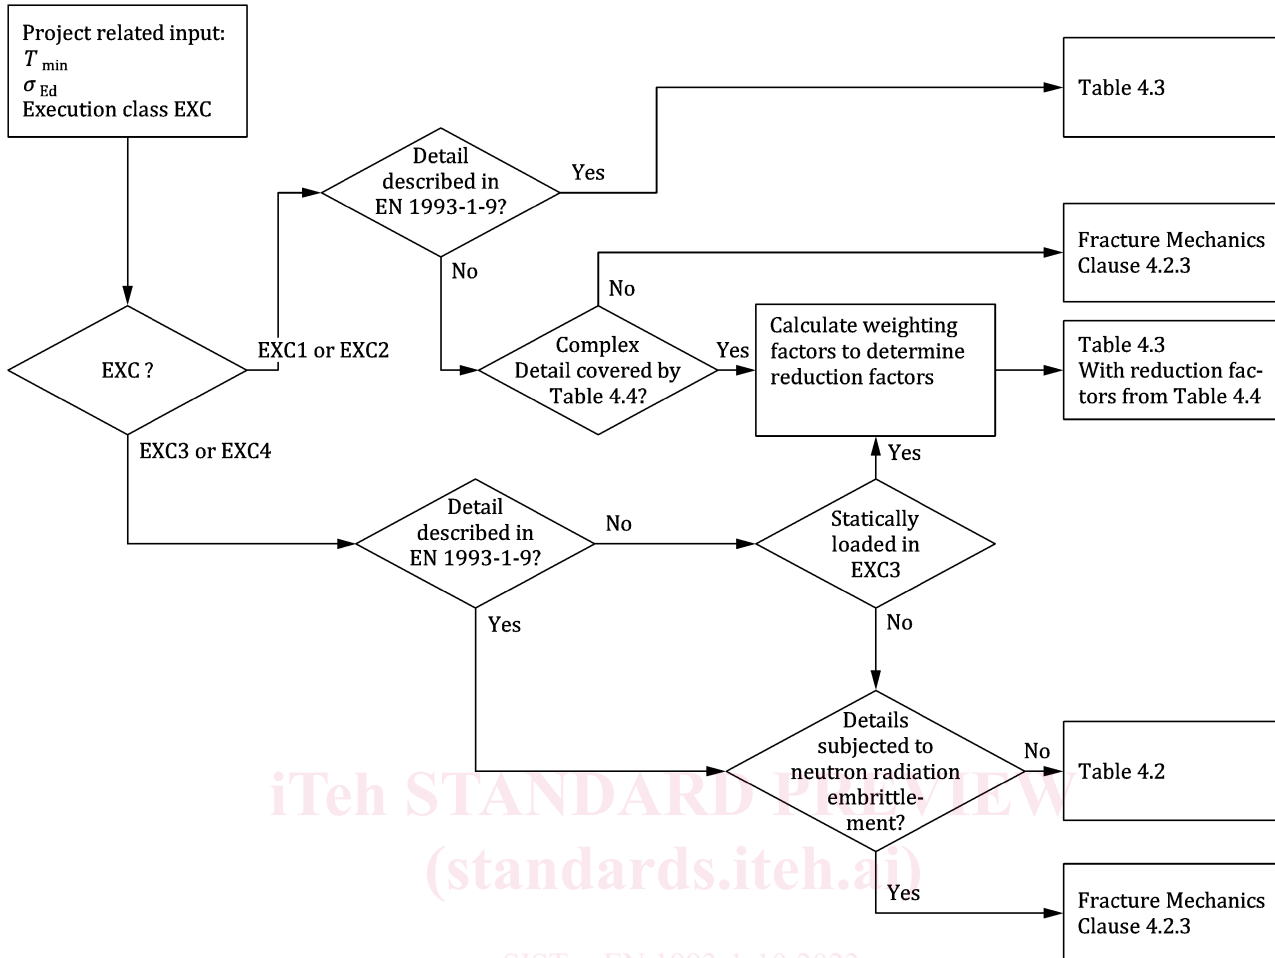 Project related input:
T min
σ Ed
Execution class EXC
Table 4.3
Detail
described in
EN 1993-1-9?
Yes
No
Fracture Mechanics
Clause 4.2.3
No
EXC ?
EXC1 or EXC2
Complex
Detail covered by
Table 4.4?
Yes
Calculate weighting
factors to determine
reduction factors
Table 4.3
With reduction fac-
tors from Table 4.4
EXC3 or EXC4
Yes
Detail
described in
EN 1993-1-9?
No
Statically
loaded in
EXC3
Yes
No
Details
subjected to
neutron radiation
embrittle-
ment?
No
Table 4.2
Yes
Fracture Mechanics
Clause 4.2.3
iTeh STANDARD PREVIEW
(standards.iteh.ai)